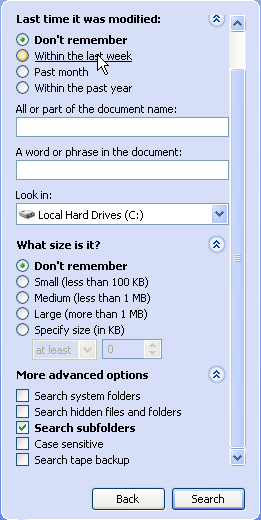 Last time it was modified:
Don't remember
Within the last week
Past month
Within the past year
All or part of the document name:
A word or phrase in the document:
Look in:
Local Hard Drives (C:)
What size is it?
Don't remember
Small (less than 100 KB)
Medium (less than 1 MB)
Large (more than 1 MB)
Specify size (in KB)
at least 0
More advanced options
Search system folders
Search hidden files and folders
Search subfolders
Case sensitive
Search tape backup
Back Search